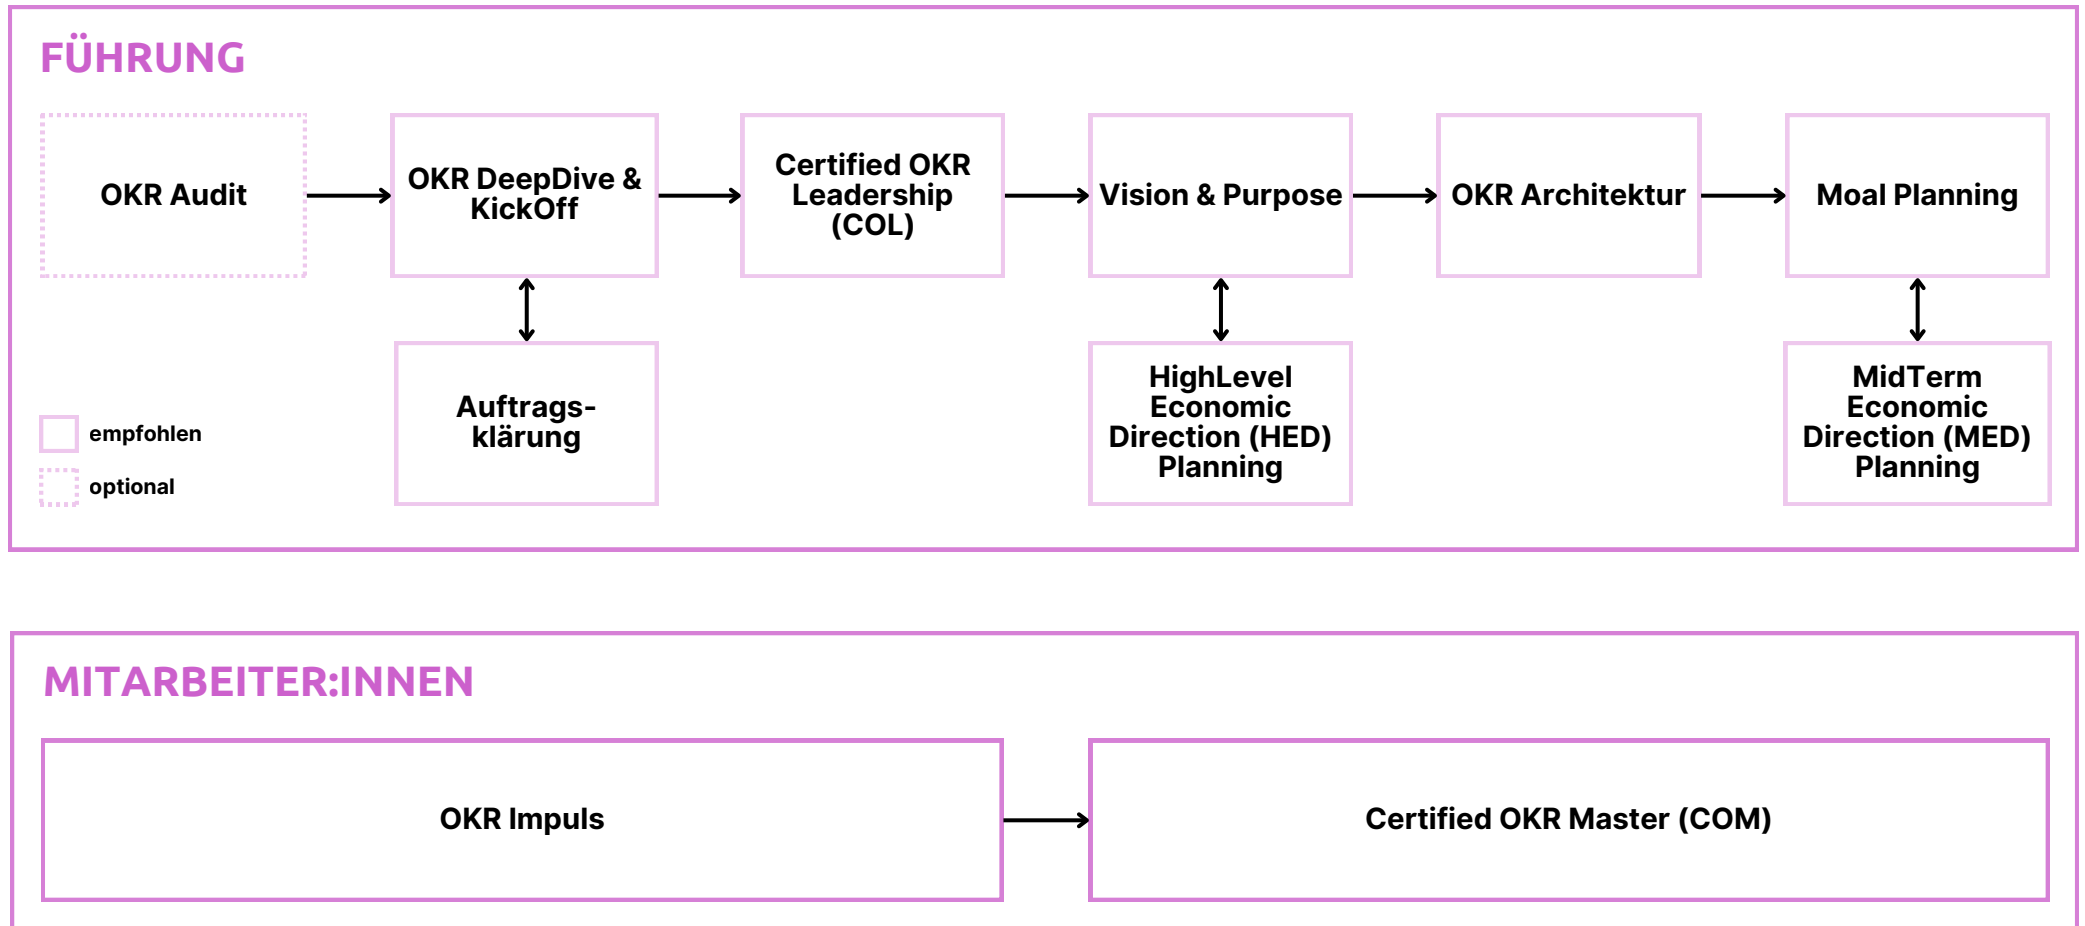 FÜHRUNG
OKR Audit
OKR DeepDive &
KickOff
Certified OKR
Leadership
(COL)
Vision & Purpose
OKR Architektur
Moal Planning
Auftrags-
klärung
HighLevel
Economic
Direction (HED)
Planning
MidTerm
Economic
Direction (MED)
Planning
empfohlen
optional
MITARBEITER:INNEN
OKR Impuls
Certified OKR Master (COM)